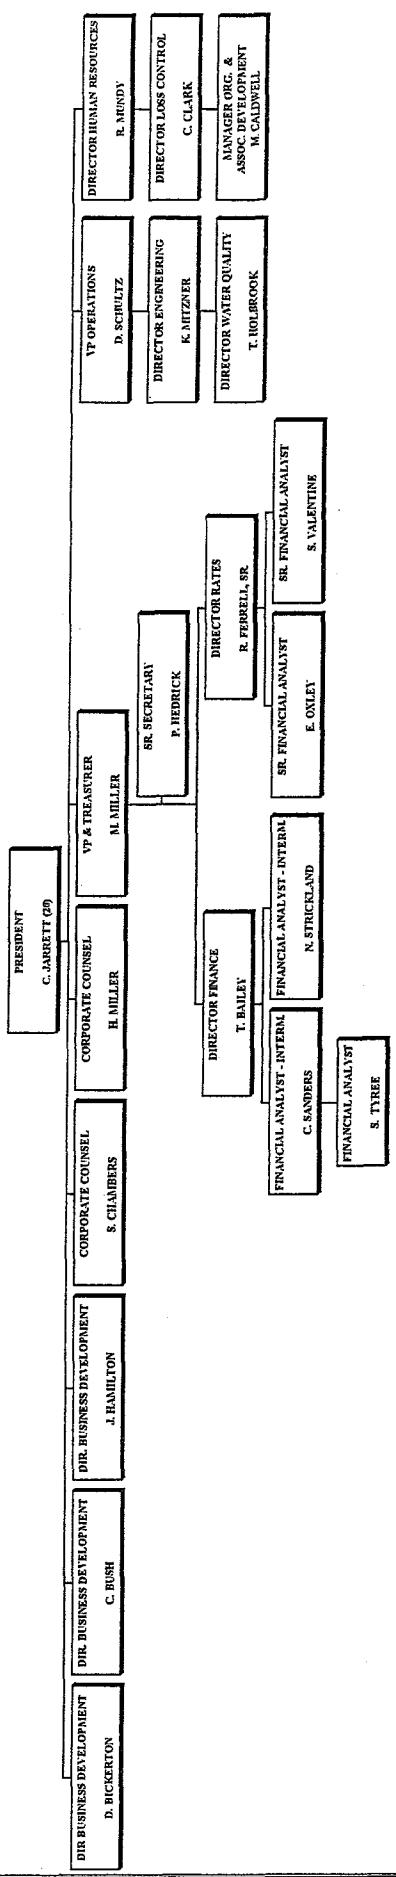 PRESIDENT
C. JARRETT (20)
DIR BUSINESS DEVELOPMENT
D. BICKERTON
DIR. BUSINESS DEVELOPMENT
C. BUSH
DIR. BUSINESS DEVELOPMENT
J. HAMILTON
CORPORATE COUNSEL
S. CHAMBERS
CORPORATE COUNSEL
H. MILLER
VP & TREASURER
M. MILLER
VP OPERATIONS
D. SCHULTZ
DIRECTOR HUMAN RESOURCES
R. MUNDY
SR. SECRETARY
P. HEDRICK
DIRECTOR ENGINEERING
K. MITZNER
DIRECTOR LOSS CONTROL
C. CLARK
DIRECTOR FINANCE
T. BAILEY
DIRECTOR RATES
R. FERRELL, SR.
DIRECTOR WATER QUALITY
T. HOLBROOK
MANAGER ORG. &
ASSOC. DEVELOPMENT
M. CALDWELL
FINANCIAL ANALYST - INTERM
C. SANDERS
FINANCIAL ANALYST - INTERM
N. STRICKLAND
SR. FINANCIAL ANALYST
E. OXLEY
SR. FINANCIAL ANALYST
S. VALENTINE
FINANCIAL ANALYST
S. TYREE